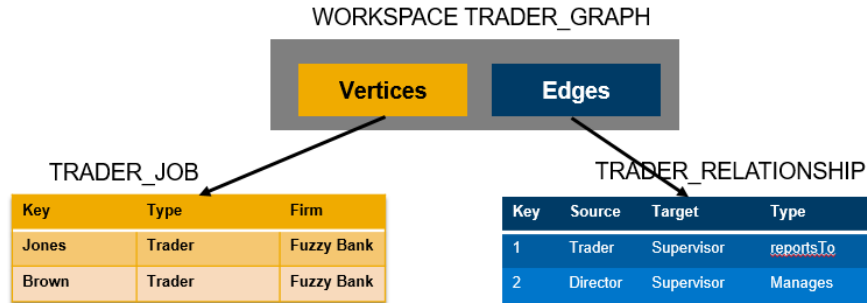 WORKSPACE TRADER_GRAPH
Vertices Edges
TRADER_JOB
Key Type Firm
Jones Trader Fuzzy Bank
Brown Trader Fuzzy Bank
TRADER_RELATIONSHIP
Key Source Target Type
1 Trader Supervisor reportsTo
2 Director Supervisor Manages